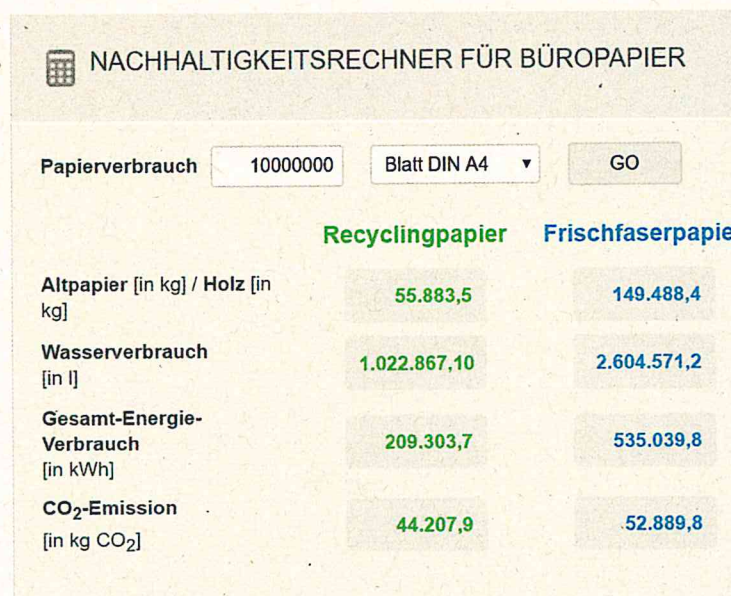 NACHHALTIGKEITSRECHNER FÜR BÜROPAPIER
Papierverbrauch 10000000 Blatt DIN A4 GO
Recyclingpapier Frischfaserpapie
Altpapier [in kg] / Holz [in
kg] 55.883,5 149.488,4
Wasserverbrauch
[in l] 1.022.867,10 2.604.571,2
Gesamt-Energie-
Verbrauch 209.303,7 535.039,8
[in kWh]
CO₂-Emission 44.207,9 52.889,8
[in kg CO₂]